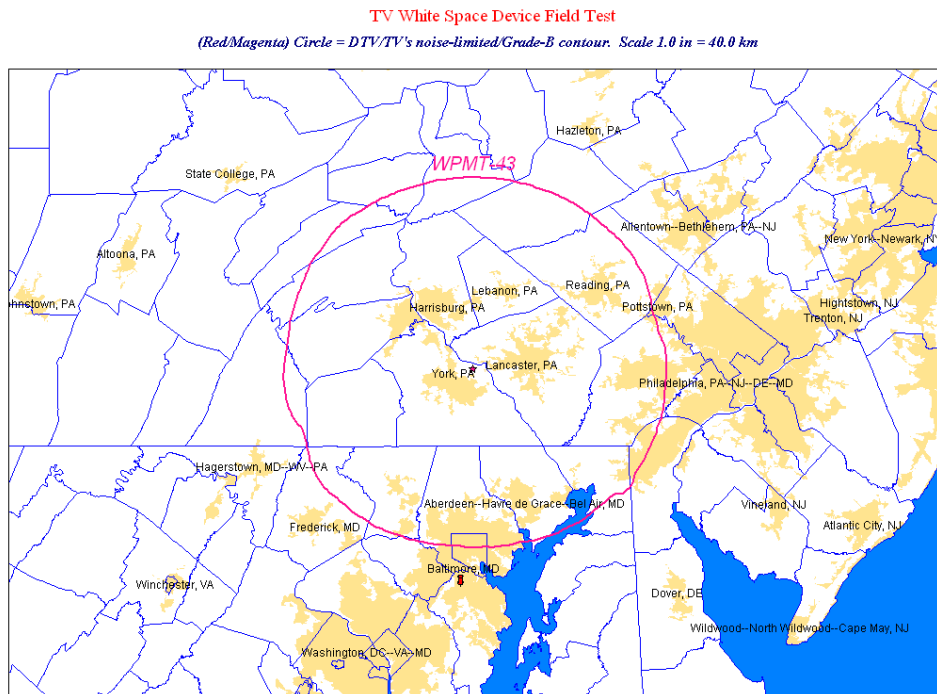 TV White Space Device Field Test
(Red/Magenta) Circle = DTV/TV's noise-limited/Grade-B contour. Scale 1.0 in = 40.0 km
Hazleton, PA
WPMT-43
State College, PA
Allentown--Bethlehem, PA--NJ
New York--Newark, NY
Altoona, PA
Reading, PA
Lebanon, PA
hnstown, PA
Harrisburg, PA
Pottstown, PA
Hightstown, NJ
Trenton, NJ
Lancaster, PA
York, PA
Philadelphia, PA--NJ--DE--MD
Hagerstown, MD--WV--PA
Aberdeen--Havre de Grace--Bel Air, MD
Vineland, NJ
Frederick, MD
Atlantic City, NJ
Baltimore, MD
Winchester, VA
Dover, DE
Wildwood--North Wildwood--Cape May, NJ
Washington, DC--VA--MD